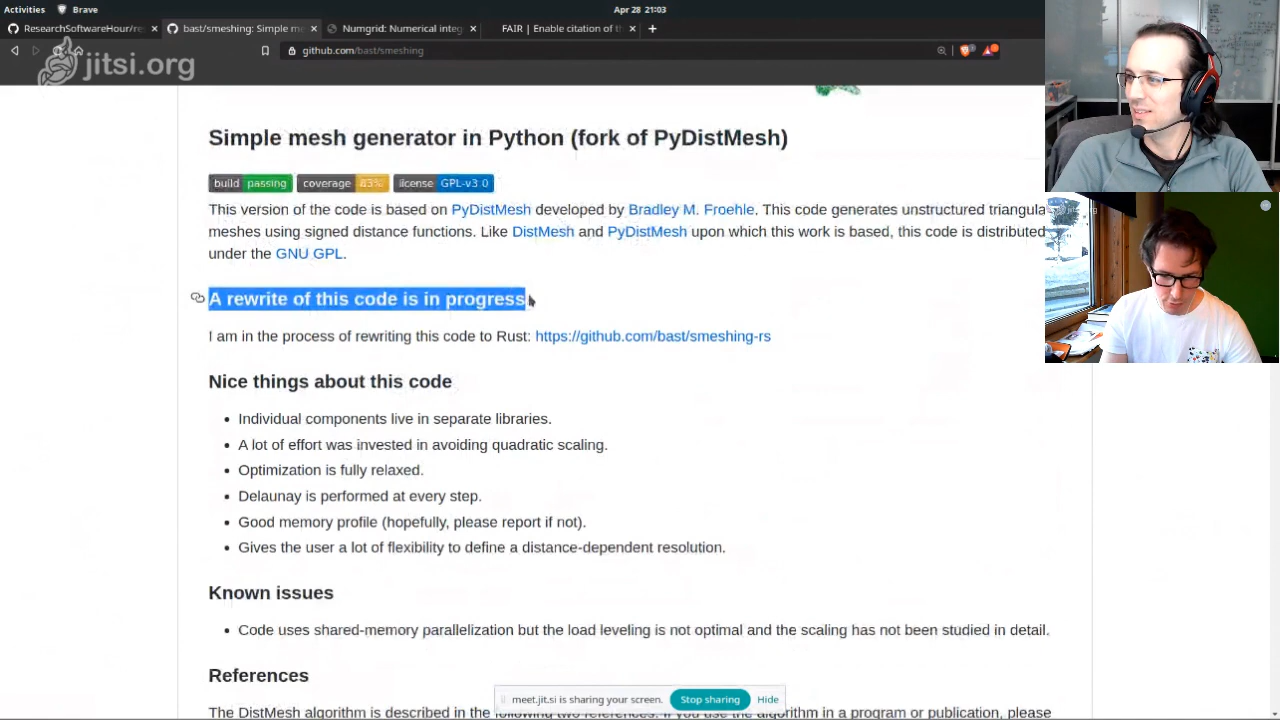 Activities Brave Apr 28 21:03
ResearchSoftwareHour/re × bast/smeshing: Simple me × Numgrid: Numerical integ × FAIR | Enable citation of th × +
github.com/bast/smeshing
jitsi.org
Simple mesh generator in Python (fork of PyDistMesh)
build passing coverage 83% license GPL-v3.0
This version of the code is based on PyDistMesh developed by Bradley M. Froehle. This code generates unstructured triangula
meshes using signed distance functions. Like DistMesh and PyDistMesh upon which this work is based, this code is distributed
under the GNU GPL.
A rewrite of this code is in progress
I am in the process of rewriting this code to Rust: https://github.com/bast/smeshing-rs
Nice things about this code
• Individual components live in separate libraries.
• A lot of effort was invested in avoiding quadratic scaling.
• Optimization is fully relaxed.
• Delaunay is performed at every step.
• Good memory profile (hopefully, please report if not).
• Gives the user a lot of flexibility to define a distance-dependent resolution.
Known issues
• Code uses shared-memory parallelization but the load leveling is not optimal and the scaling has not been studied in detail.
References
meet.jit.si is sharing your screen. Stop sharing Hide
The DistMesh algorithm is described in the following two references. If you use the algorithm in a program or publication, please